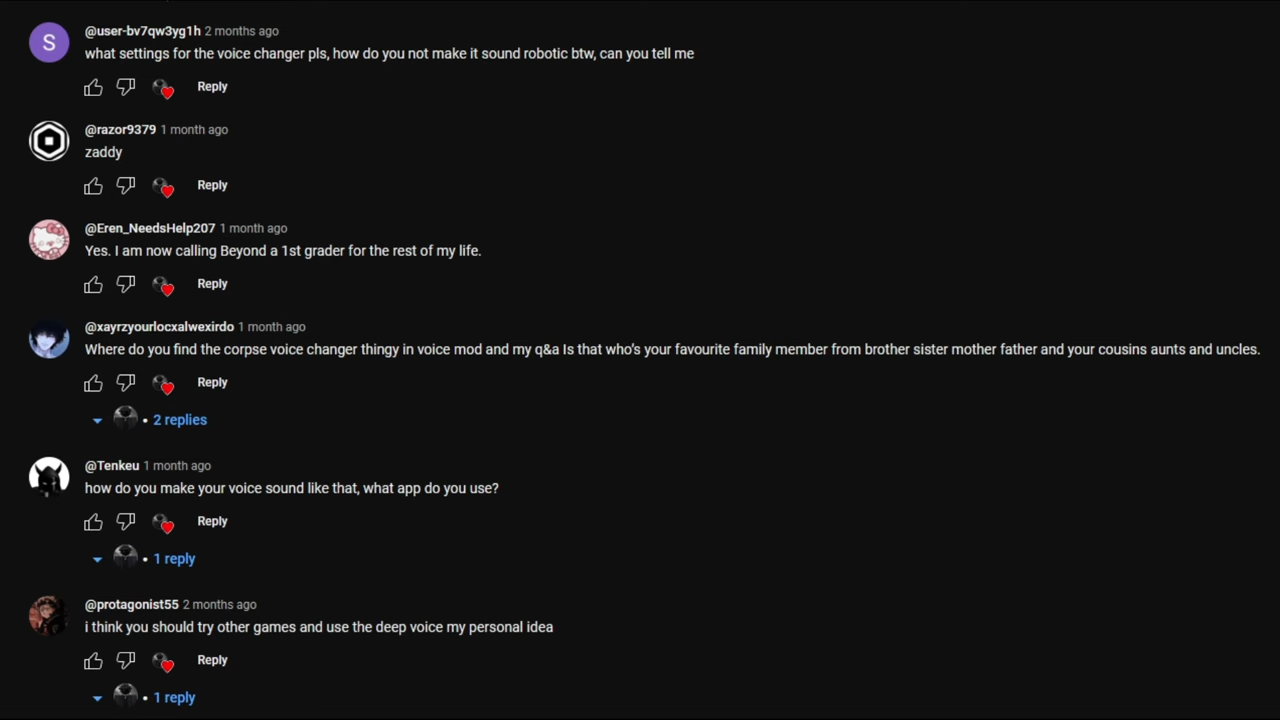 S
@user-bv7qw3yg1h 2 months ago
what settings for the voice changer pls, how do you not make it sound robotic btw, can you tell me
Reply
@razor9379 1 month ago
zaddy
Reply
@Eren_NeedsHelp207 1 month ago
Yes. I am now calling Beyond a 1st grader for the rest of my life.
Reply
@xayrzyourlocxalwexirdo 1 month ago
Where do you find the corpse voice changer thingy in voice mod and my q&a Is that who's your favourite family member from brother sister mother father and your cousins aunts and uncles.
Reply
• 2 replies
@Tenkeu 1 month ago
how do you make your voice sound like that, what app do you use?
Reply
• 1 reply
@protagonist55 2 months ago
i think you should try other games and use the deep voice my personal idea
Reply
• 1 reply